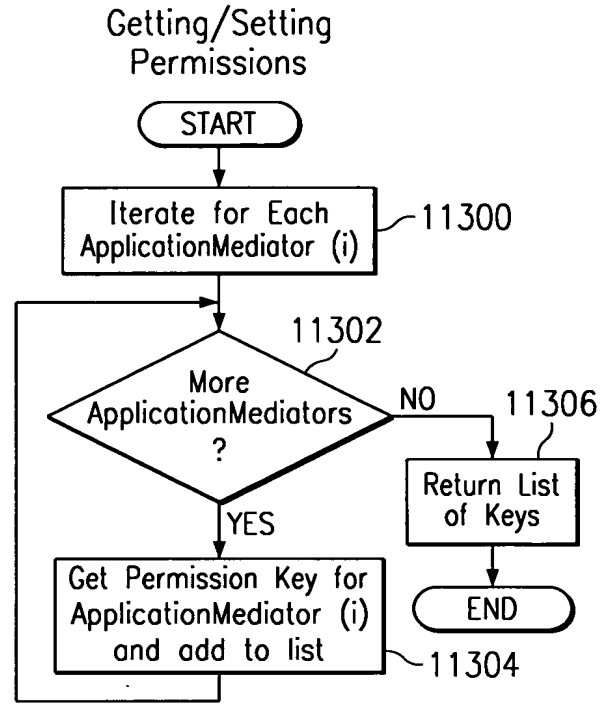 Getting/Setting
Permissions
START
Iterate for Each
ApplicationMediator (i)
11300
11302
More
ApplicationMediators
?
NO
11306
Return List
of Keys
YES
Get Permission Key for
ApplicationMediator (i)
and add to list
11304
END